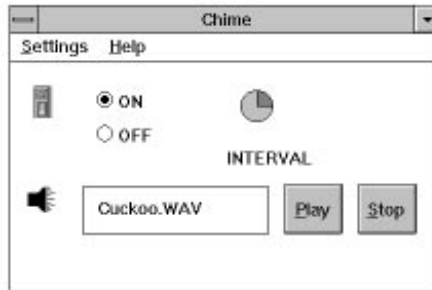 Chime
Settings Help
ON
OFF
INTERVAL
Cuckoo.WAV Play Stop